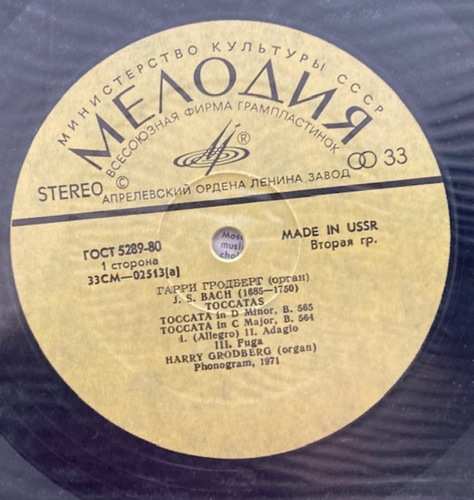 МИНИСТЕРСТВО КУЛЬТУРЫ СССР
МЕЛОДИЯ
ВСЕСОЮЗНАЯ ФИРМА ГРАМПЛАСТИНОК
STEREO © 33
АПРЕЛЕВСКИЙ ОРДЕНА ЛЕНИНА ЗАВОД
ГОСТ 5289-80
MADE IN USSR
1 сторона
Вторая гр.
33СМ—02513(а)
ГАРРИ ГРОДБЕРГ (орган)
J. S. BACH (1685—1750)
TOCCATAS
TOCCATA in D Minor, B. 565
TOCCATA in C Major, B. 564
I. (Allegro) II. Adagio
III. Fuga
HARRY GRODBERG (organ)
Phonogram, 1971